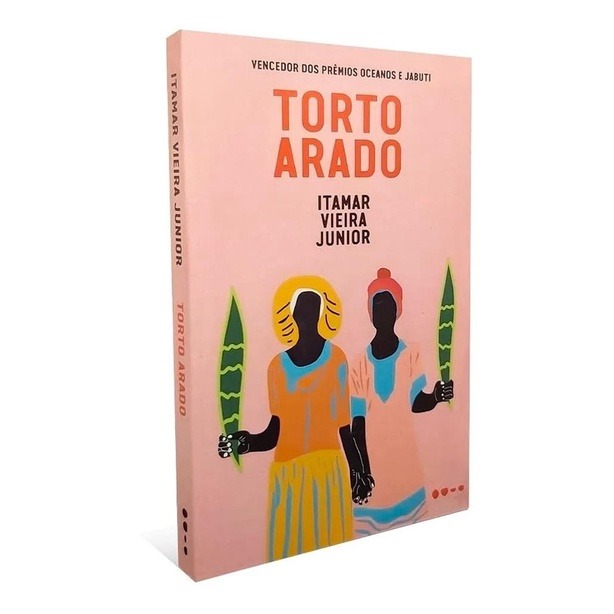 VENCEDOR DOS PRÊMIOS OCEANOS E JABUTI
TORTO
ARADO
ITAMAR
VIEIRA
JUNIOR
ITAMAR VIEIRA JUNIOR
TORTO ARADO